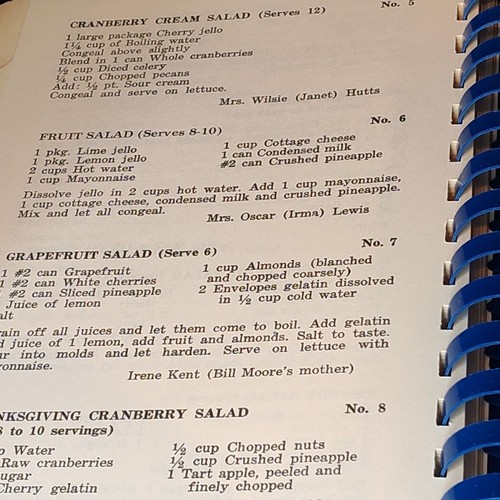 No. 5
CRANBERRY CREAM SALAD (Serves 12)
1 large package Cherry jello
1¼ cup of Boiling water
Congeal above slightly
Blend in 1 can Whole cranberries
½ cup Diced celery
¼ cup Chopped pecans
Add: ½ pt. Sour cream
Congeal and serve on lettuce.
Mrs. Wilsie (Janet) Hutts
No. 6
FRUIT SALAD (Serves 8-10)
1 pkg. Lime jello
1 pkg. Lemon jello
2 cups Hot water
1 cup Mayonnaise
1 cup Cottage cheese
1 can Condensed milk
#2 can Crushed pineapple
Dissolve jello in 2 cups hot water. Add 1 cup mayonnaise,
1 cup cottage cheese, condensed milk and crushed pineapple.
Mix and let all congeal.
Mrs. Oscar (Irma) Lewis
No. 7
GRAPEFRUIT SALAD (Serve 6)
1 #2 can Grapefruit
1 #2 can White cherries
#2 can Sliced pineapple
Juice of lemon
alt
1 cup Almonds (blanched
and chopped coarsely)
2 Envelopes gelatin dissolved
in ½ cup cold water
ain off all juices and let them come to boil. Add gelatin
d juice of 1 lemon, add fruit and almonds. Salt to taste.
ur into molds and let harden. Serve on lettuce with
yonnaise.
Irene Kent (Bill Moore's mother)
No. 8
NKSGIVING CRANBERRY SALAD
8 to 10 servings)
p Water
Raw cranberries
ugar
Cherry gelatin
½ cup Chopped nuts
½ cup Crushed pineapple
1 Tart apple, peeled and
finely chopped